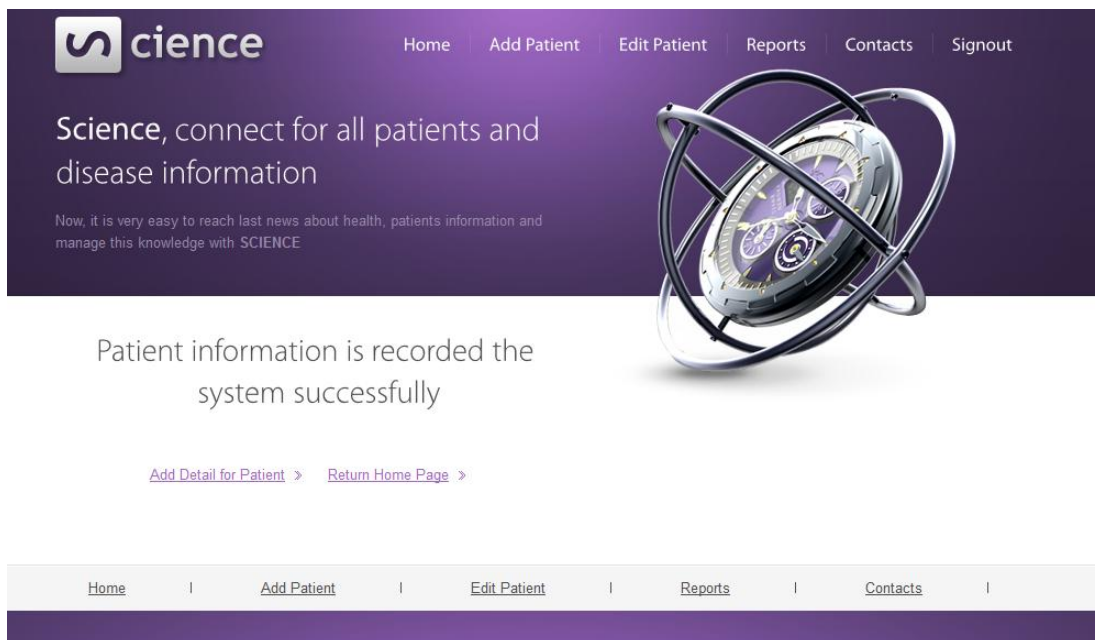 Science
Home Add Patient Edit Patient Reports Contacts Signout
Science, connect for all patients and
disease information
Now, it is very easy to reach last news about health, patients information and
manage this knowledge with SCIENCE
Patient information is recorded the
system successfully
Add Detail for Patient » Return Home Page »
Home | Add Patient | Edit Patient | Reports | Contacts |